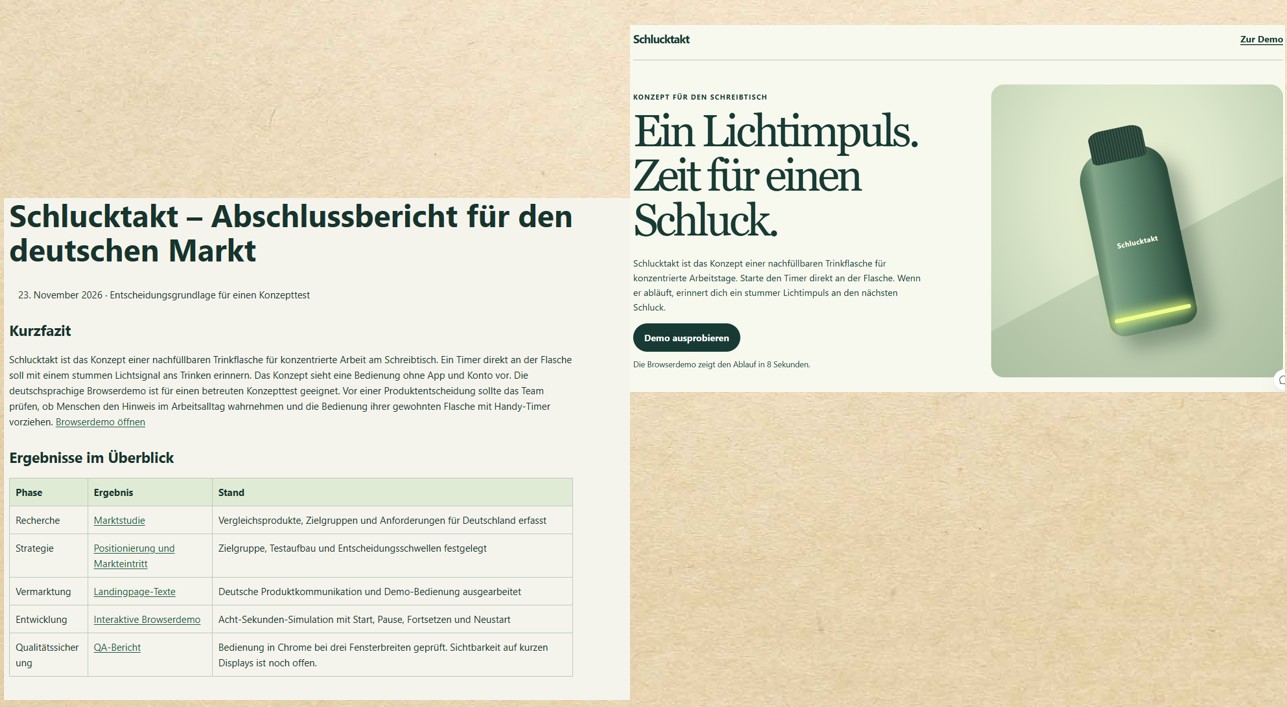 Schlucktakt – Abschlussbericht für den
deutschen Markt
23. November 2026 · Entscheidungsgrundlage für einen Konzepttest
Kurzfazit
Schlucktakt ist das Konzept einer nachfüllbaren Trinkflasche für konzentrierte Arbeit am Schreibtisch. Ein Timer direkt an der Flasche
soll mit einem stummen Lichtsignal ans Trinken erinnern. Das Konzept sieht eine Bedienung ohne App und Konto vor. Die
deutschsprachige Browserdemo ist für einen betreuten Konzepttest geeignet. Vor einer Produktentscheidung sollte das Team
prüfen, ob Menschen den Hinweis im Arbeitsalltag wahrnehmen und die Bedienung ihrer gewohnten Flasche mit Handy-Timer
vorziehen. Browserdemo öffnen
Ergebnisse im Überblick
Phase Ergebnis Stand
Recherche Marktstudie Vergleichsprodukte, Zielgruppen und Anforderungen für Deutschland erfasst
Strategie Positionierung und Zielgruppe, Testaufbau und Entscheidungsschwellen festgelegt
Markteintritt
Vermarktung Landingpage-Texte Deutsche Produktkommunikation und Demo-Bedienung ausgearbeitet
Entwicklung Interaktive Browserdemo Acht-Sekunden-Simulation mit Start, Pause, Fortsetzen und Neustart
Qualitätssicher QA-Bericht Bedienung in Chrome bei drei Fensterbreiten geprüft. Sichtbarkeit auf kurzen
ung Displays ist noch offen.
Schlucktakt Zur Demo
KONZEPT FÜR DEN SCHREIBTISCH
Ein Lichtimpuls.
Zeit für einen
Schluck.
Schlucktakt ist das Konzept einer nachfüllbaren Trinkflasche für
konzentrierte Arbeitstage. Starte den Timer direkt an der Flasche. Wenn
er abläuft, erinnert dich ein stummer Lichtimpuls an den nächsten
Schluck.
Demo ausprobieren
Die Browserdemo zeigt den Ablauf in 8 Sekunden.
Schlucktakt